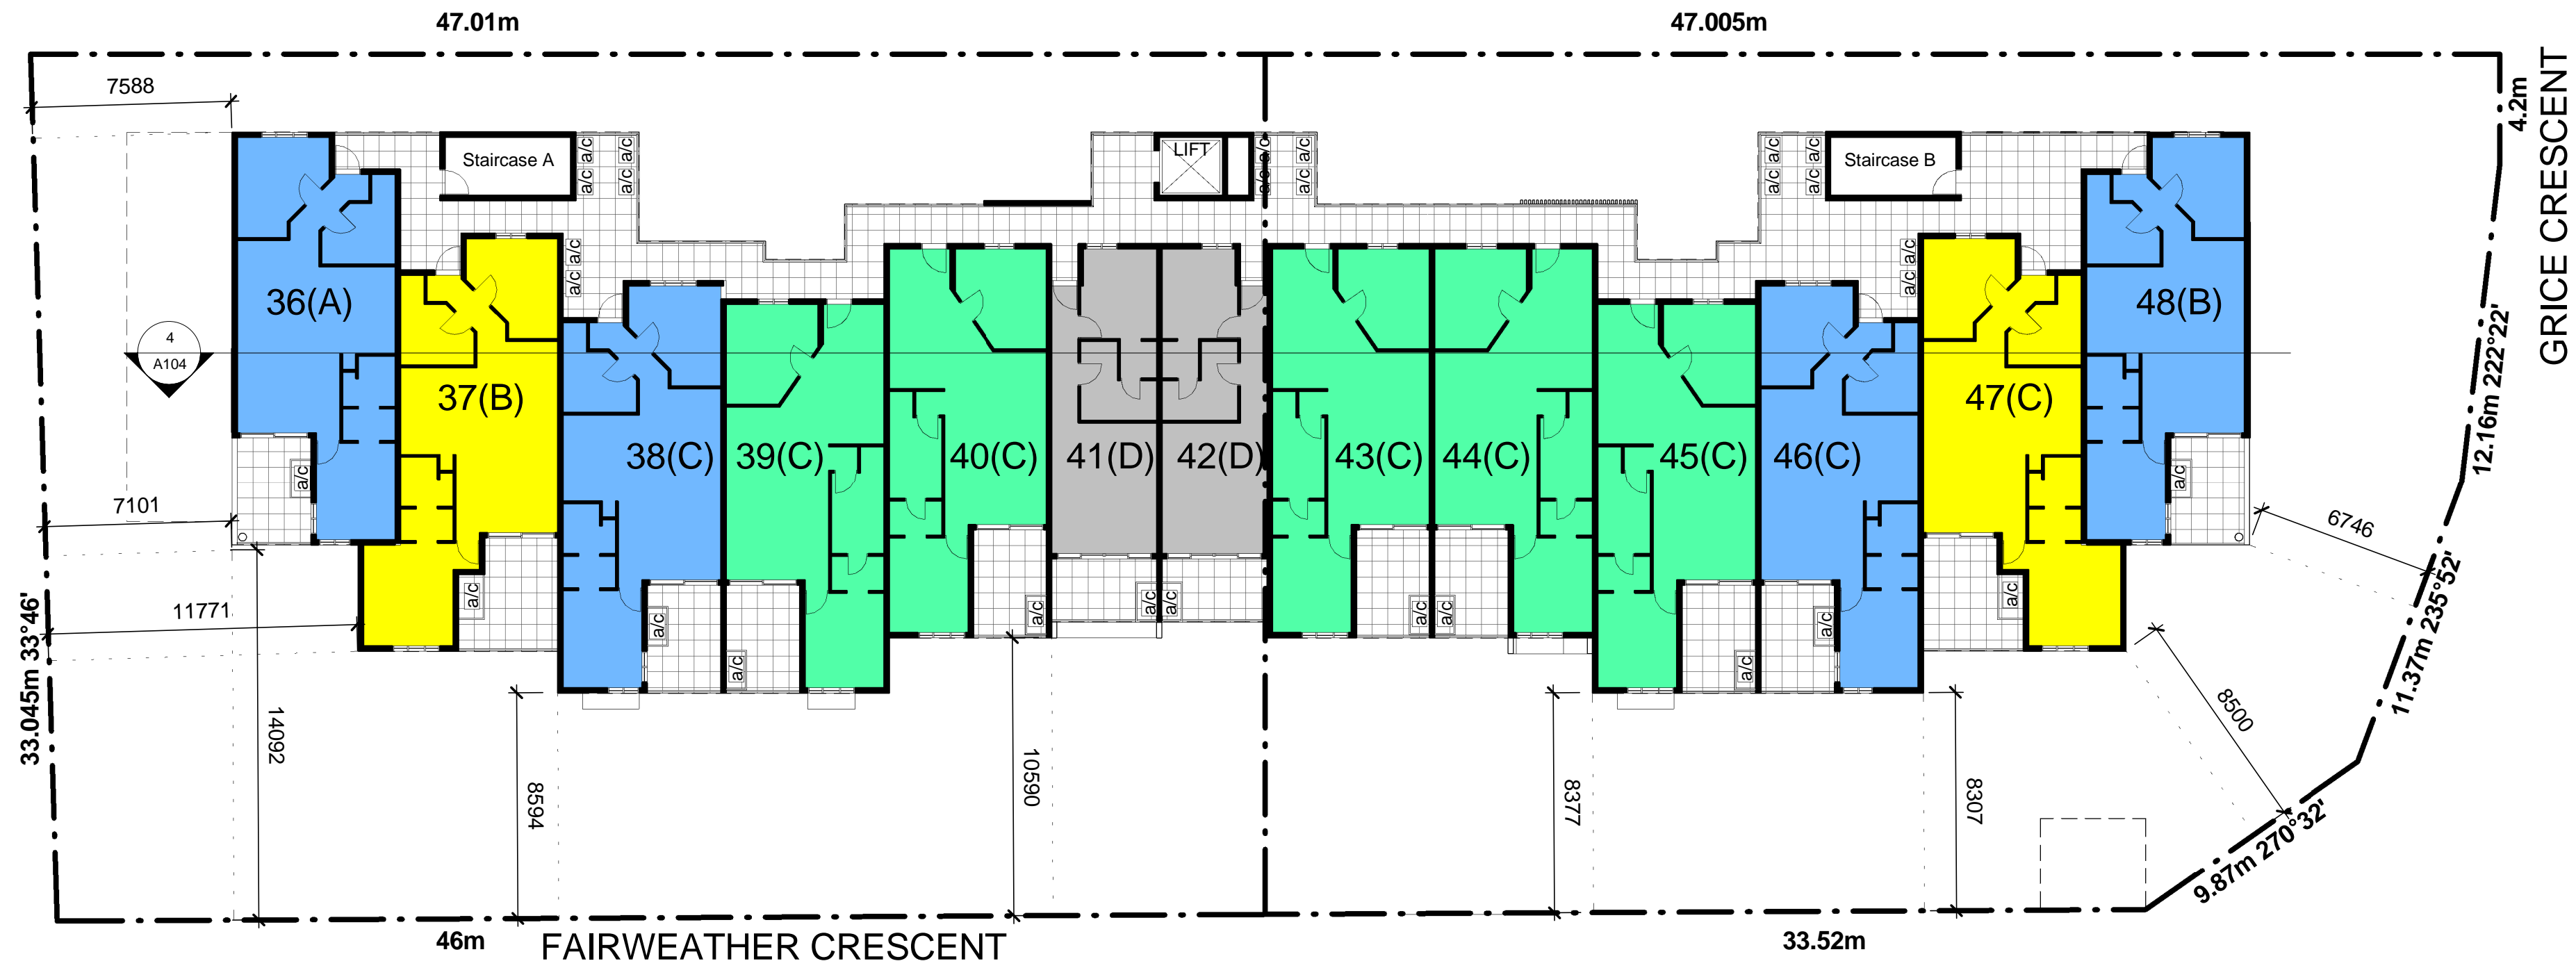 47.01m
47.005m
GRICE CRESCENT
4.2m
7588
Staircase A
a/c a/c
a/c a/c
LIFT
a/c a/c
a/c a/c
a/c a/c
a/c a/c
Staircase B
36(A)
a/c a/c
a/c a/c
a/c
a/c
48(B)
12.16m 222°22'
4
A104
37(B)
47(C)
38(C)
39(C)
40(C)
41(D)
42(D)
43(C)
44(C)
45(C)
46(C)
a/c
a/c
7101
6746
11771
a/c
a/c
a/c
a/c
a/c
a/c
a/c
a/c
a/c
a/c
a/c
a/c
33.045m 33°46'
11.37m 235°52'
14092
8594
10590
8377
8307
8500
9.87m 270°32'
46m
FAIRWEATHER CRESCENT
33.52m